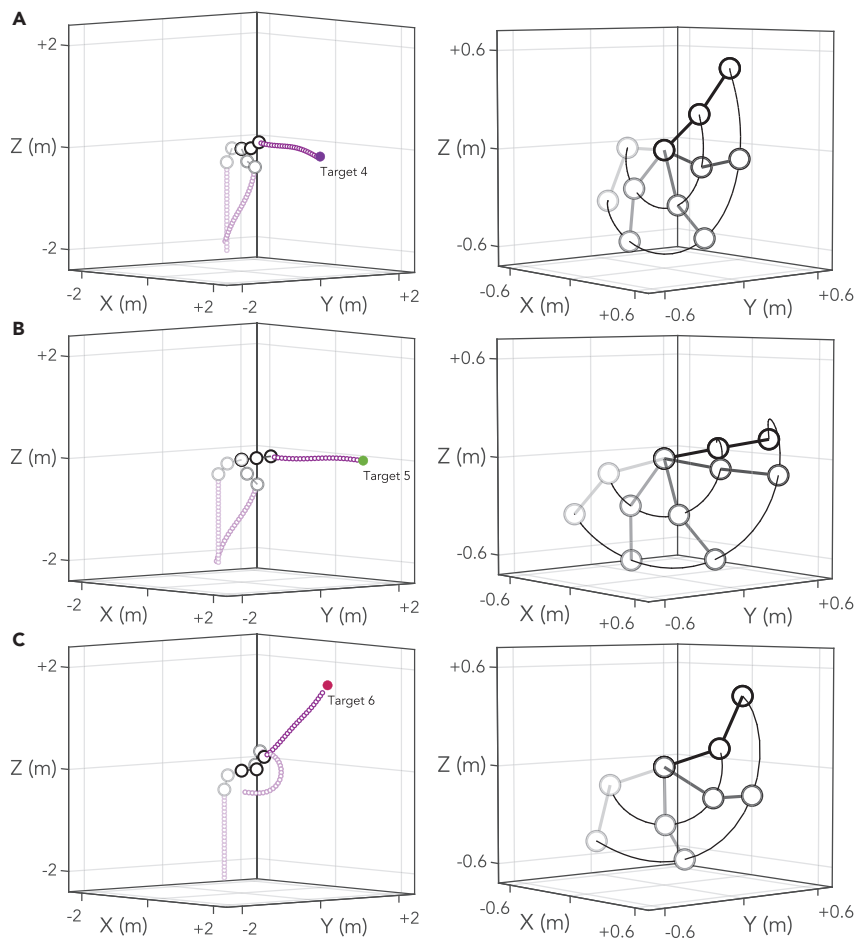 A
+2
Z (m)
-2
-2
X (m)
+2
-2
Y (m)
+2
Target 4
+0.6
Z (m)
-0.6
-0.6
X (m)
+0.6
-0.6
Y (m)
+0.6
B
+2
Z (m)
-2
-2
X (m)
+2
-2
Y (m)
+2
Target 5
+0.6
Z (m)
-0.6
-0.6
X (m)
+0.6
-0.6
Y (m)
+0.6
C
+2
Z (m)
-2
-2
X (m)
+2
-2
Y (m)
+2
Target 6
+0.6
Z (m)
-0.6
-0.6
X (m)
+0.6
-0.6
Y (m)
+0.6